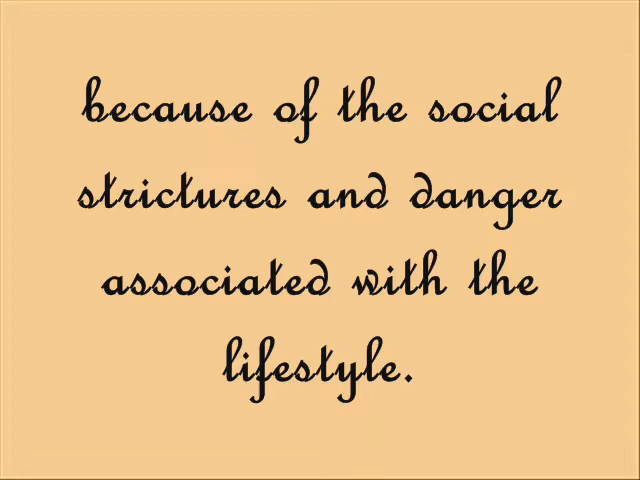 because of the social
strictures and danger
associated with the
lifestyle.